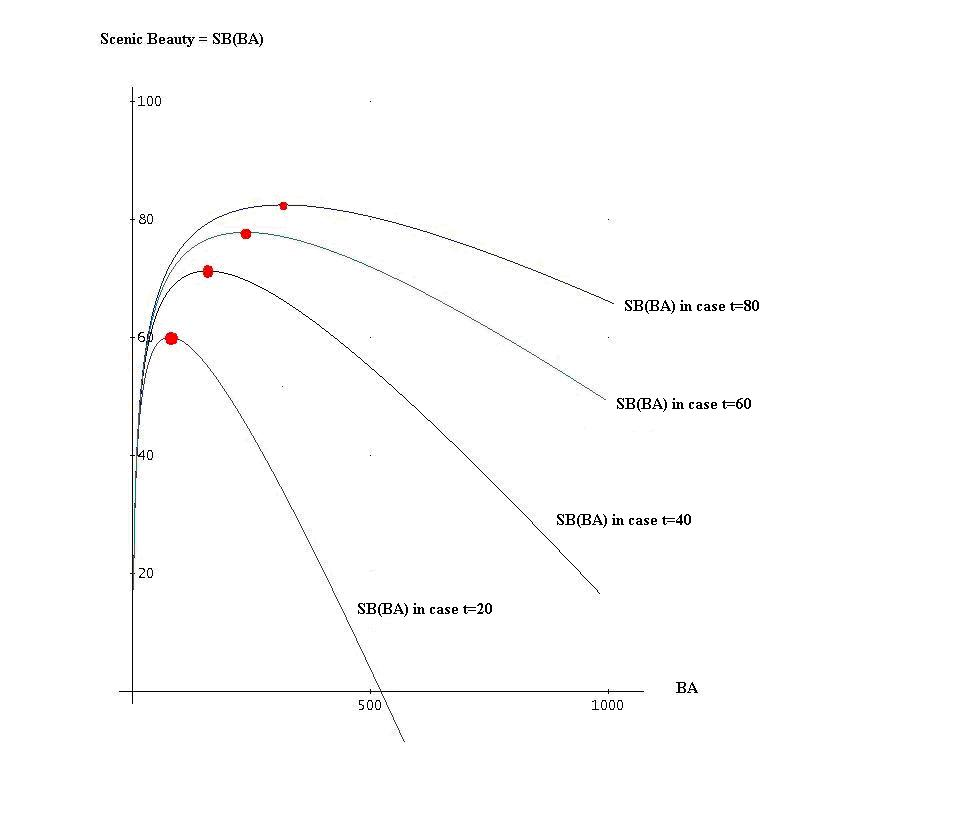 Scenic Beauty = SB(BA)
100
80
SB(BA) in case t=80
60
SB(BA) in case t=60
40
SB(BA) in case t=40
20
SB(BA) in case t=20
BA
500
1000